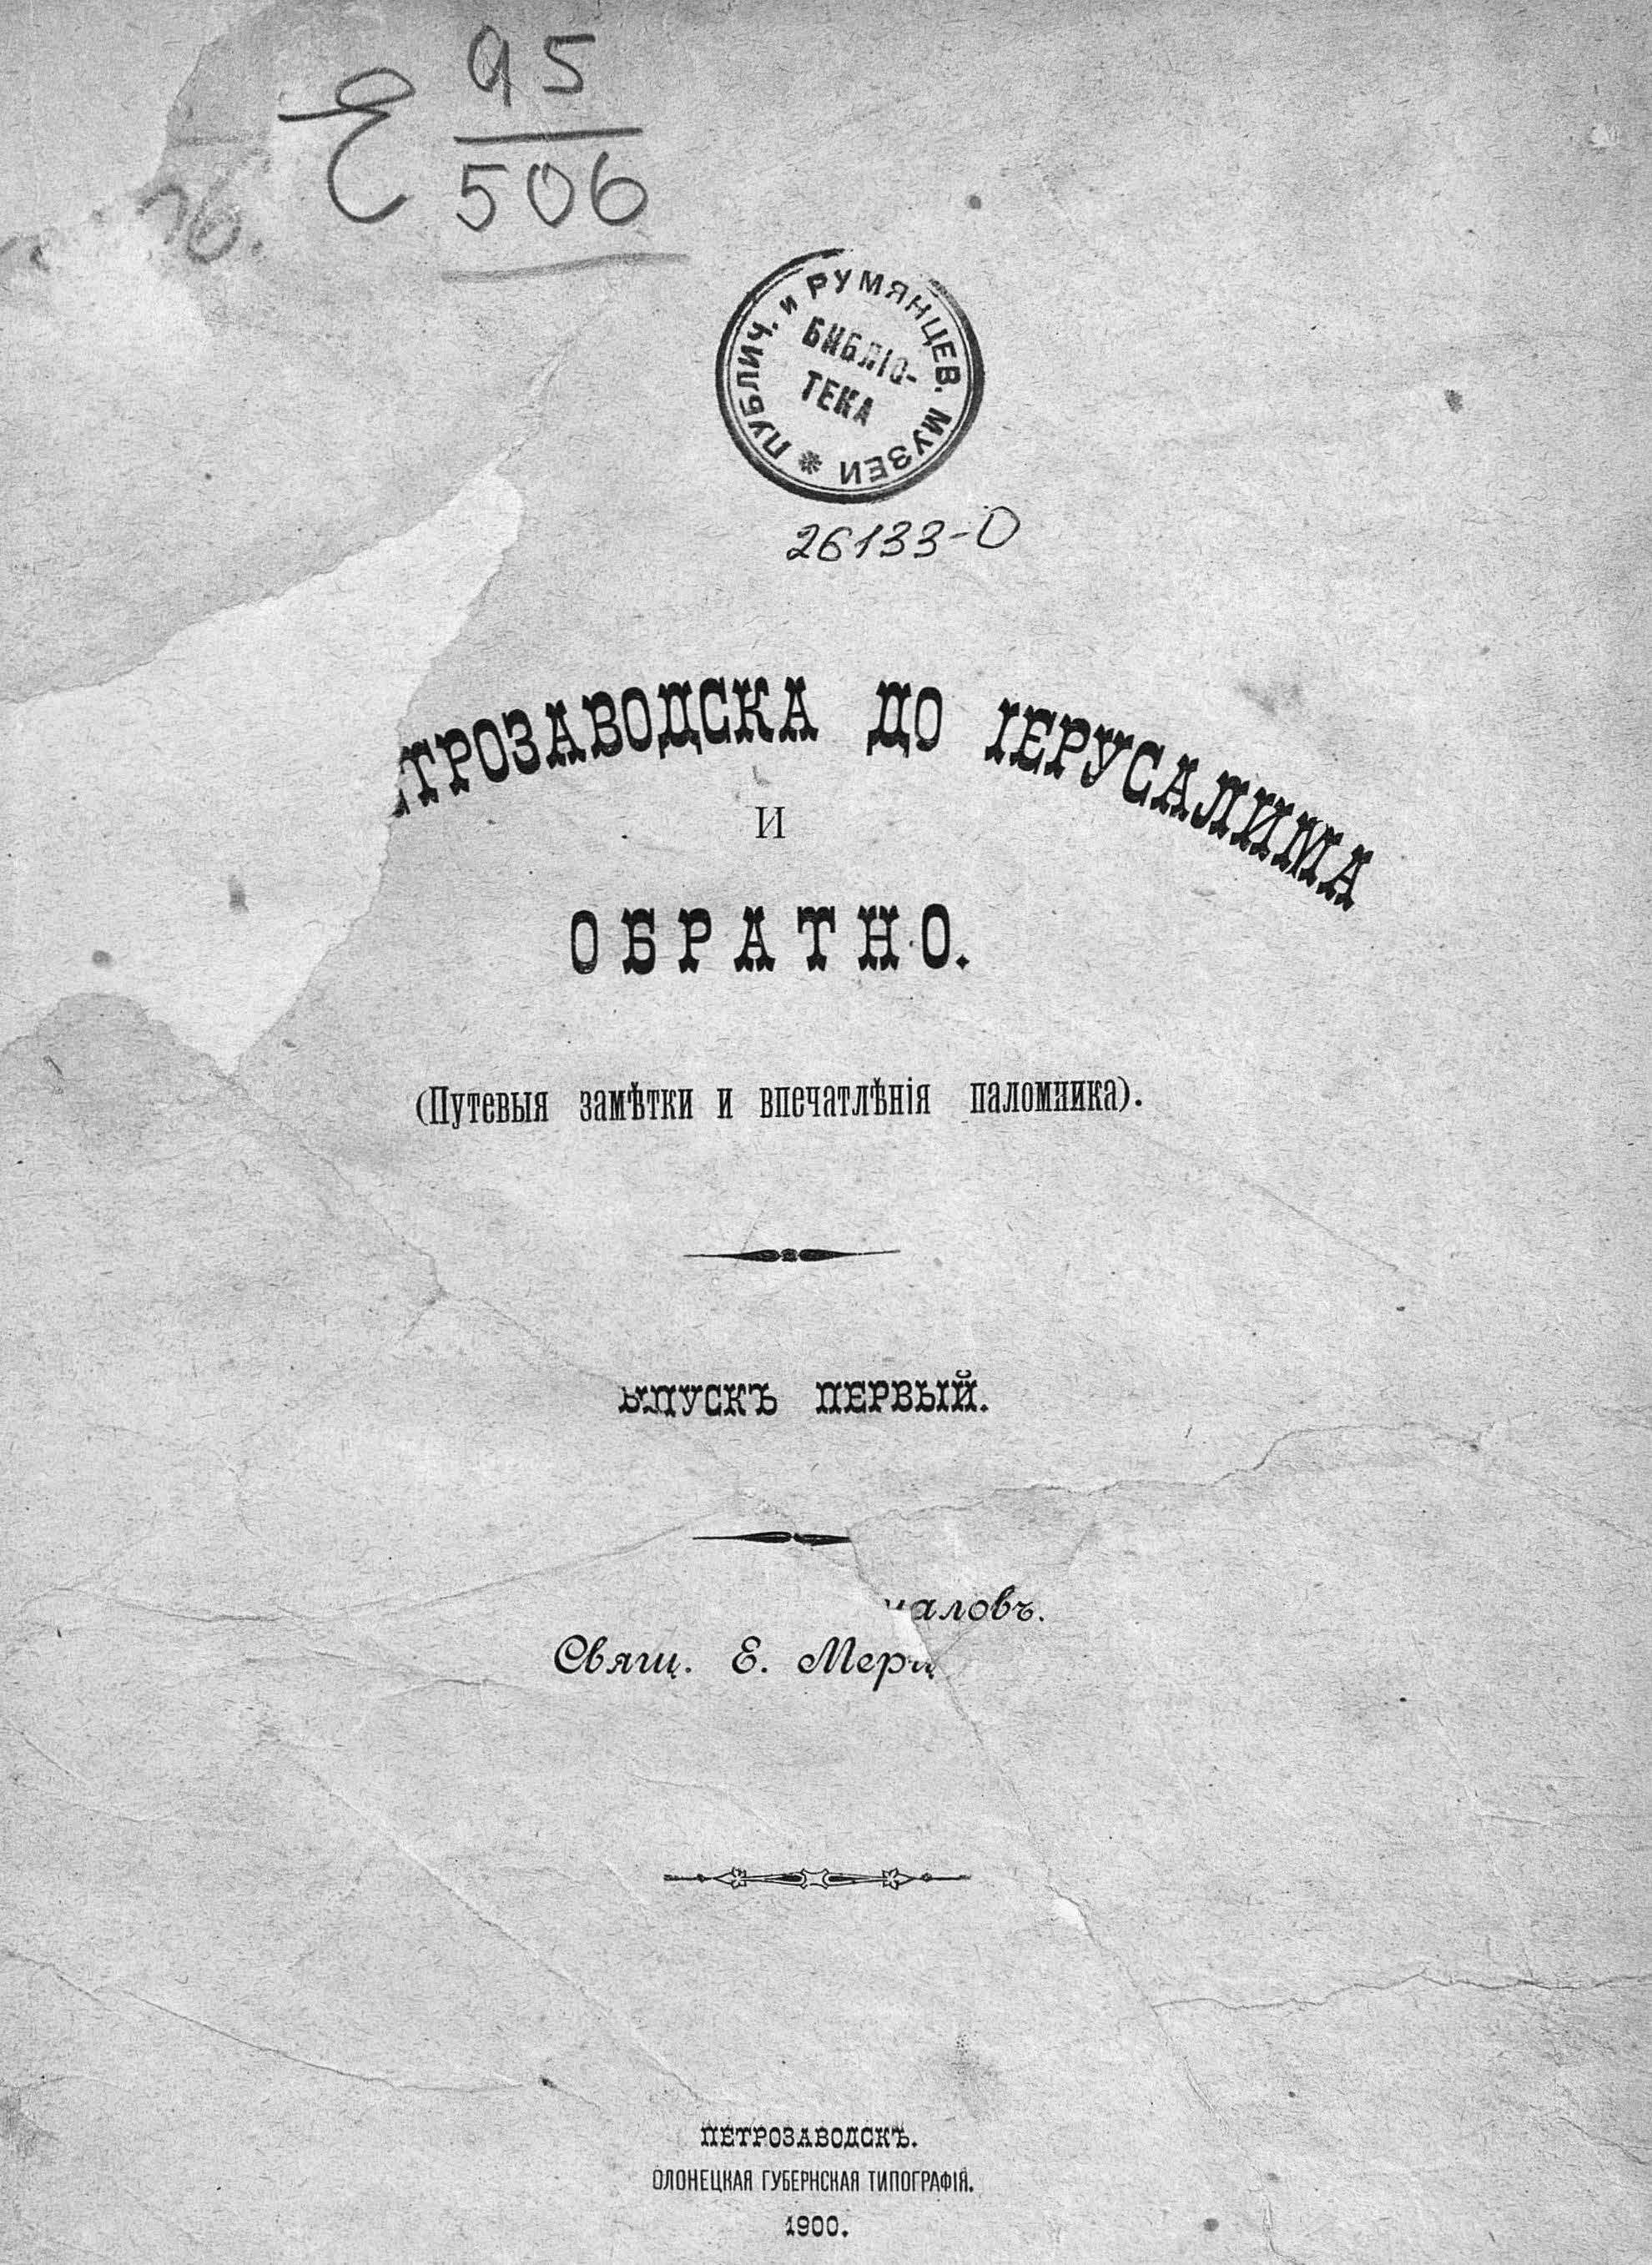 Е 95
506
ПУБЛИЧ. и РУМЯНЦЕВ. МУЗЕИ
БИБЛІО-
ТЕКА
26133-D
ТРОЗАВОДСКА ДО ІЕРУСАЛИМА
И
ОБРАТНО.
(Путевыя замѣтки и впечатлѣнія паломника).
ЫПУСКЪ ПЕРВЫЙ.
аловъ.
Свящ. Е. Мерц
ПЕТРОЗАВОДСКЪ.
ОЛОНЕЦКАЯ ГУБЕРНСКАЯ ТИПОГРАФІЯ.
1900.